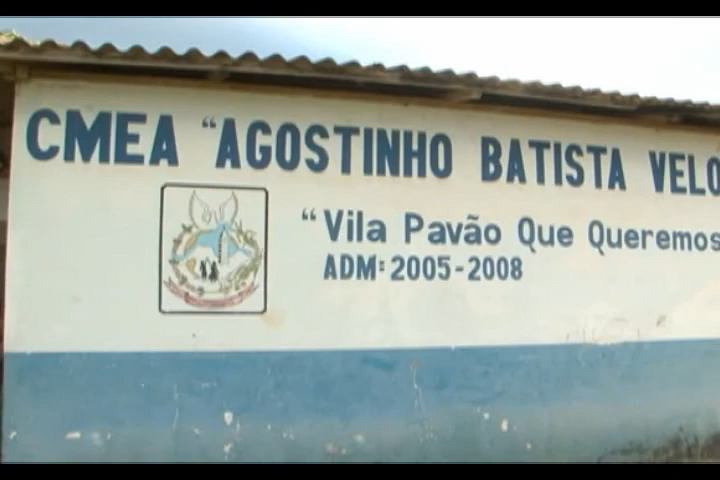 CMEA "AGOSTINHO BATISTA VELO
"Vila Pavão Que Queremos
ADM: 2005-2008